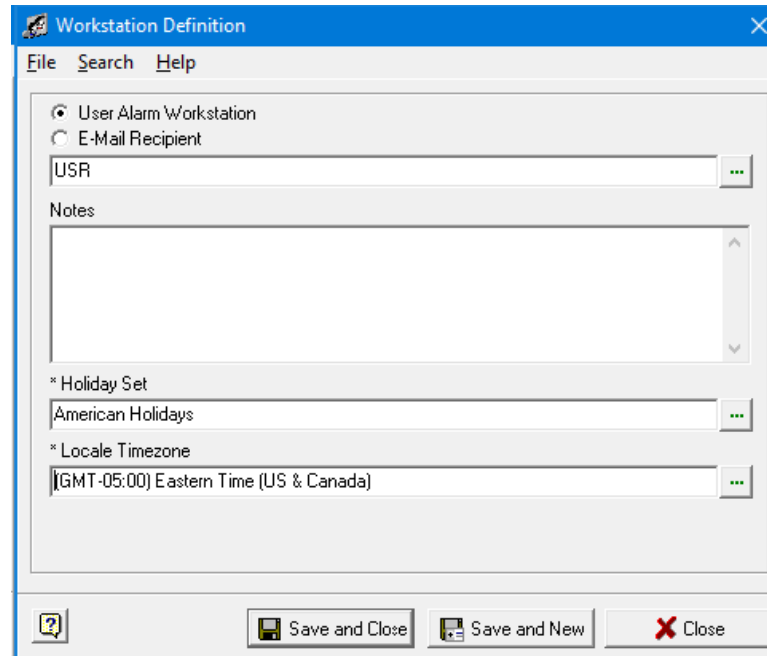 Workstation Definition
File Search Help
User Alarm Workstation
E-Mail Recipient
USR
...
Notes
* Holiday Set
American Holidays
...
* Locale Timezone
(GMT-05:00) Eastern Time (US & Canada)
...
Save and Close Save and New Close